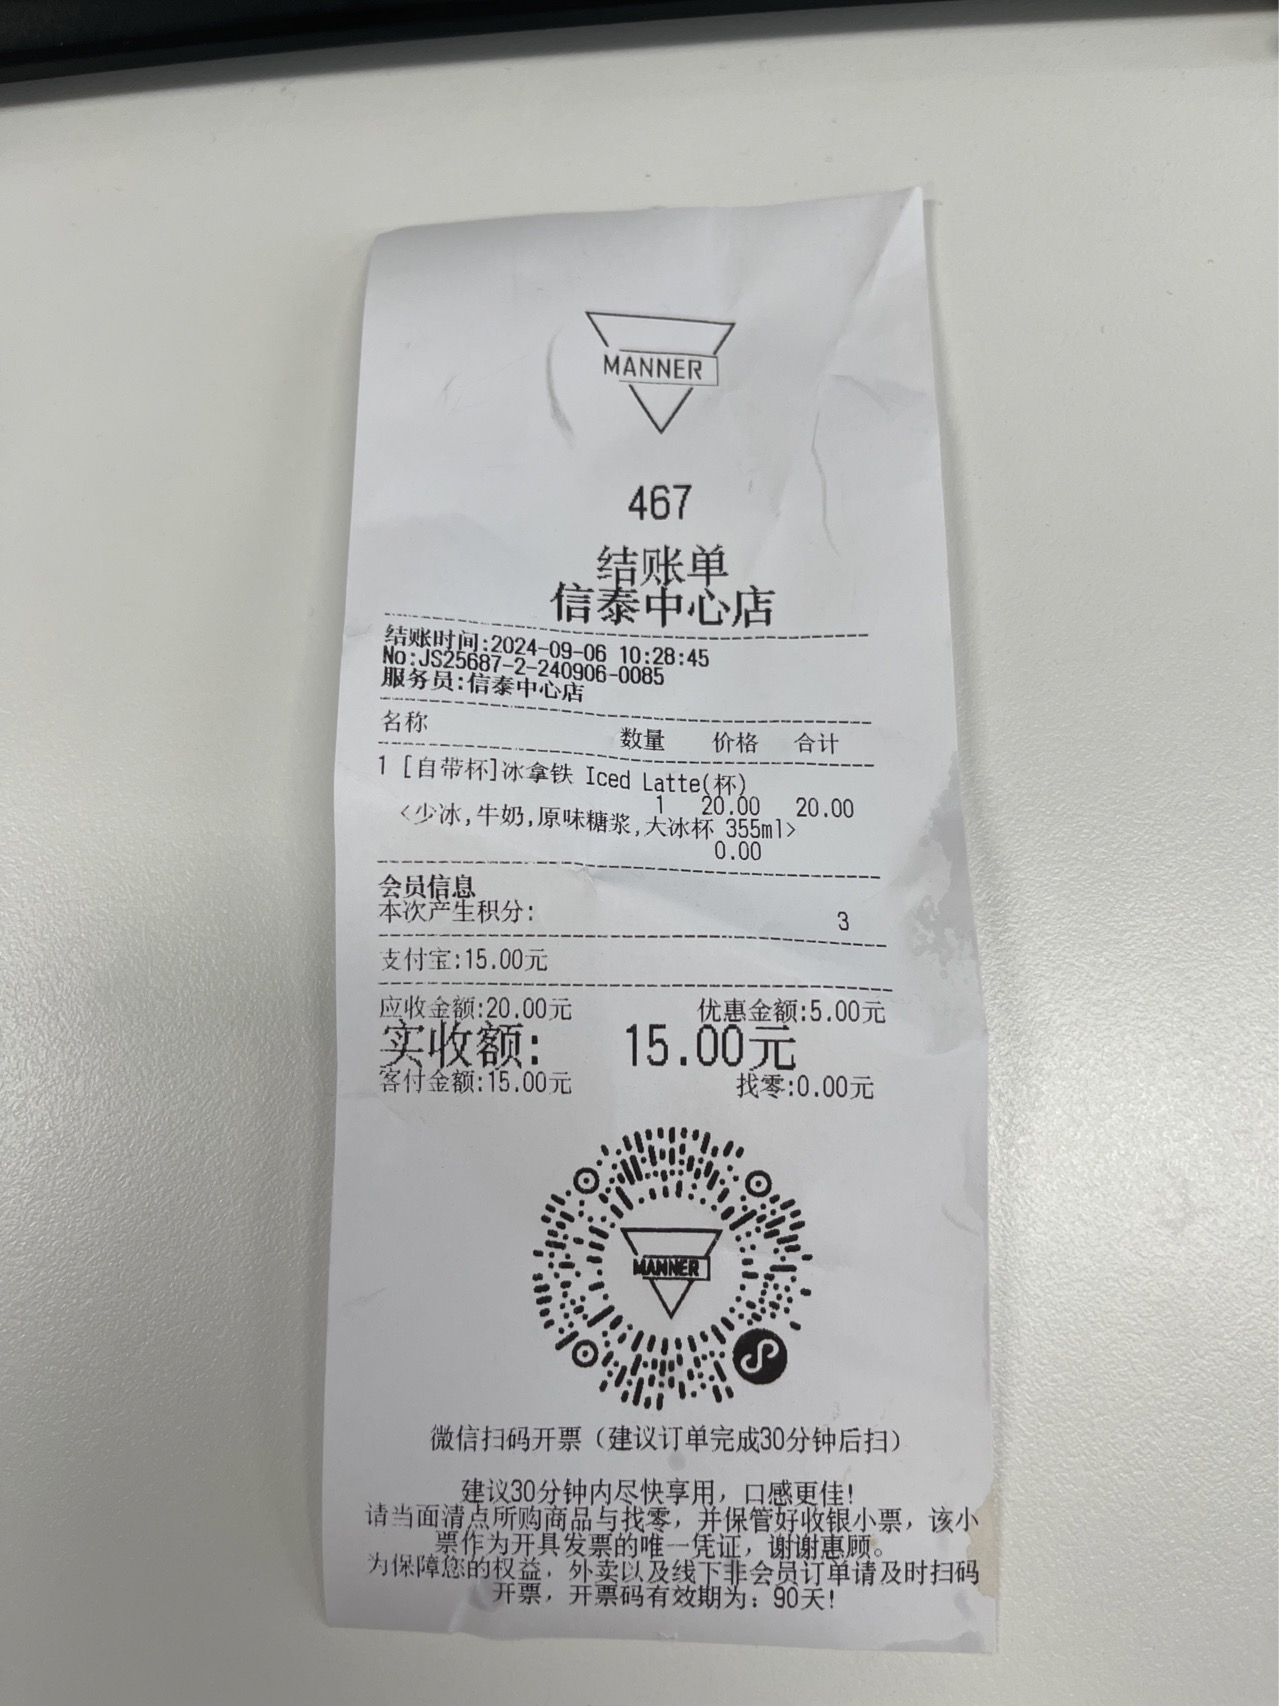 MANNER
467
结账单
信泰中心店
结账时间:2024-09-06 10:28:45
No:JS25687-2-240906-0085
服务员:信泰中心店
名称 数量 价格 合计
1 [自带杯]冰拿铁 Iced Latte(杯)
1 20.00 20.00
<少冰,牛奶,原味糖浆,大冰杯 355ml>
0.00
会员信息
本次产生积分: 3
支付宝:15.00元
应收金额:20.00元 优惠金额:5.00元
实收额: 15.00元
客付金额:15.00元 找零:0.00元
MANNER
微信扫码开票（建议订单完成30分钟后扫）
建议30分钟内尽快享用，口感更佳!
请当面清点所购商品与找零，并保管好收银小票，该小
票作为开具发票的唯一凭证，谢谢惠顾。
为保障您的权益，外卖以及线下非会员订单请及时扫码
开票，开票码有效期为：90天!